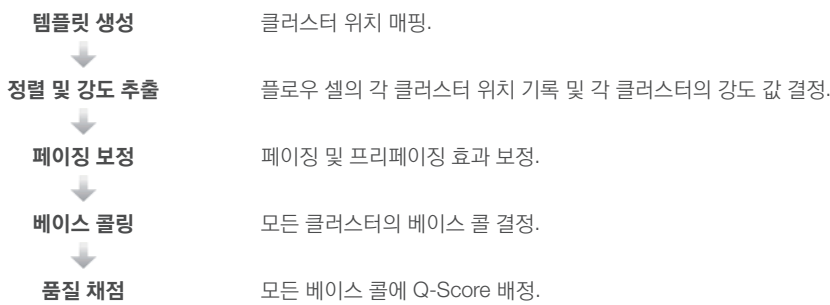 템플릿 생성 클러스터 위치 매핑.
정렬 및 강도 추출 플로우 셀의 각 클러스터 위치 기록 및 각 클러스터의 강도 값 결정.
페이징 보정 페이징 및 프리페이징 효과 보정.
베이스 콜링 모든 클러스터의 베이스 콜 결정.
품질 채점 모든 베이스 콜에 Q-Score 배정.